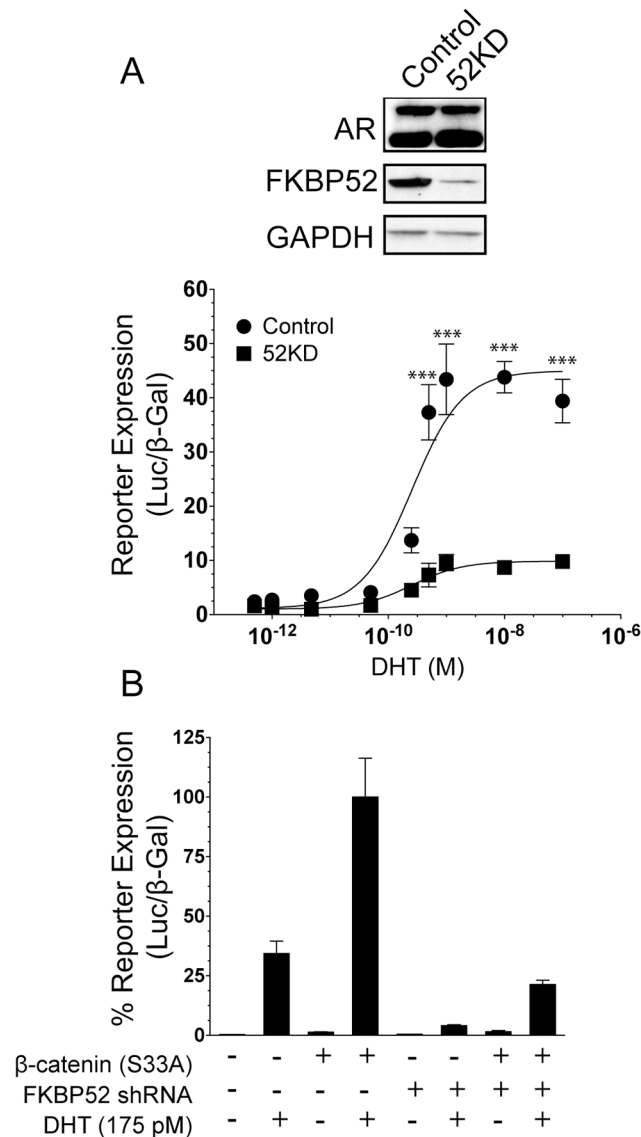 A
Control
52KD
AR
FKBP52
GAPDH
60
50
40
30
20
10
0
Reporter Expression
(Luc/β-Gal)
Control
52KD
***
***
***
***
10-12
10-10
10-8
10-6
DHT (M)
B
125
100
75
50
25
0
% Reporter Expression
(Luc/β-Gal)
β-catenin (S33A) - - + + - - + +
FKBP52 shRNA - - - - + + + +
DHT (175 pM) - + - + - + - +